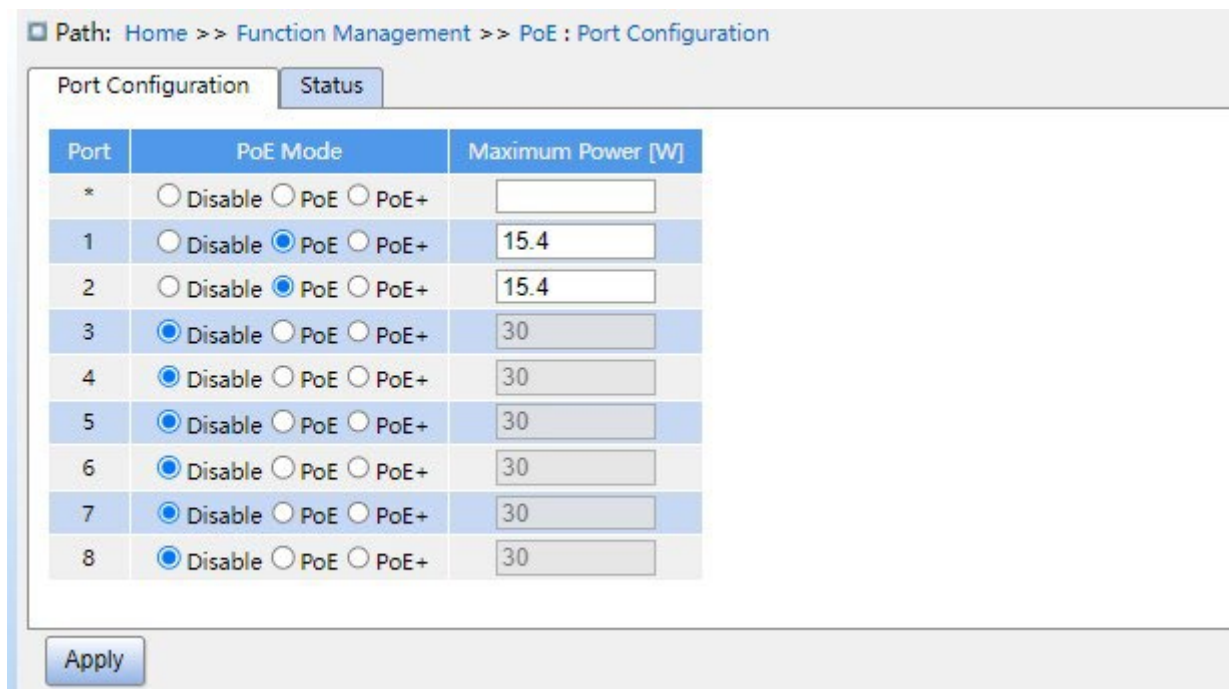 Path: Home >> Function Management >> PoE : Port Configuration
Port Configuration Status
Port PoE Mode Maximum Power [W]
* Disable PoE PoE+
1 Disable PoE PoE+ 15.4
2 Disable PoE PoE+ 15.4
3 Disable PoE PoE+ 30
4 Disable PoE PoE+ 30
5 Disable PoE PoE+ 30
6 Disable PoE PoE+ 30
7 Disable PoE PoE+ 30
8 Disable PoE PoE+ 30
Apply